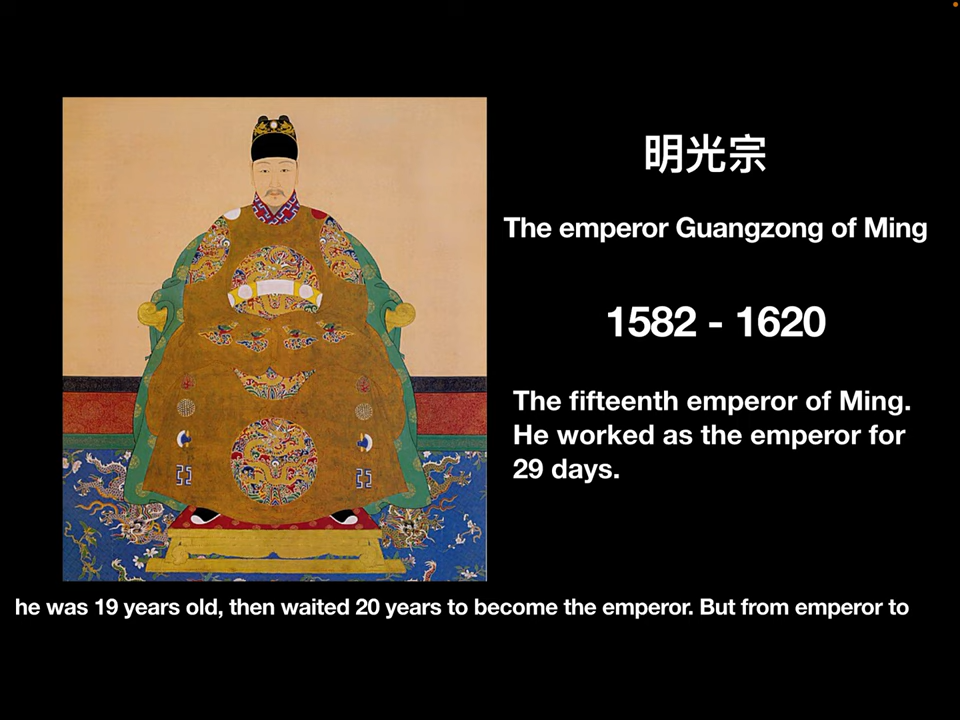 明光宗
The emperor Guangzong of Ming
1582 - 1620
The fifteenth emperor of Ming.
He worked as the emperor for
29 days.
he was 19 years old, then waited 20 years to become the emperor. But from emperor to